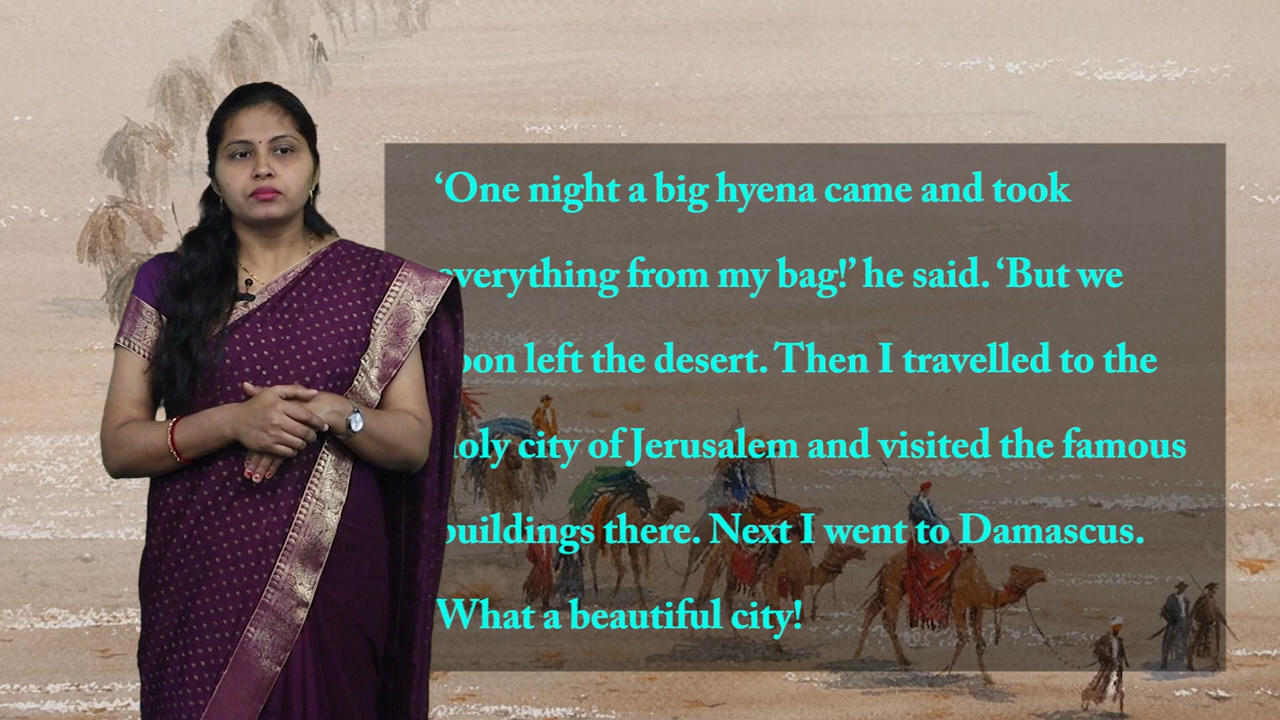 ‘One night a big hyena came and took
everything from my bag!’ he said. ‘But we
soon left the desert. Then I travelled to the
holy city of Jerusalem and visited the famous
buildings there. Next I went to Damascus.
What a beautiful city!